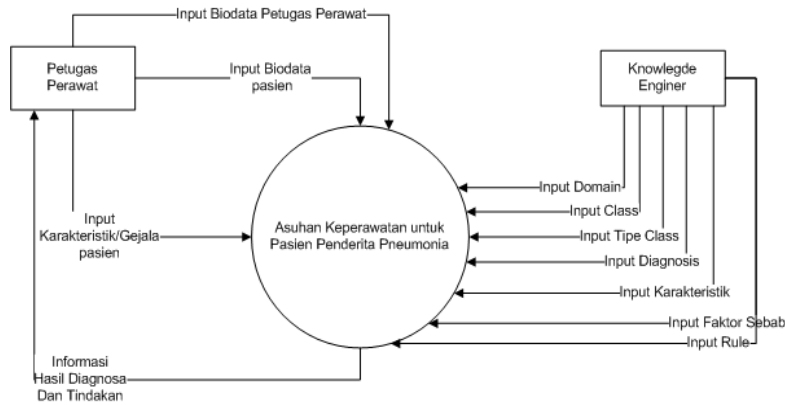 Input Biodata Petugas Perawat
Petugas
Perawat
Input Biodata
pasien
Knowlegde
Enginer
Input Domain
Input Class
Input Tipe Class
Input Diagnosis
Input Karakteristik
Input Faktor Sebab
Input Rule
Asuhan Keperawatan untuk
Pasien Penderita Pneumonia
Input
Karakteristik/Gejala
pasien
Informasi
Hasil Diagnosa
Dan Tindakan